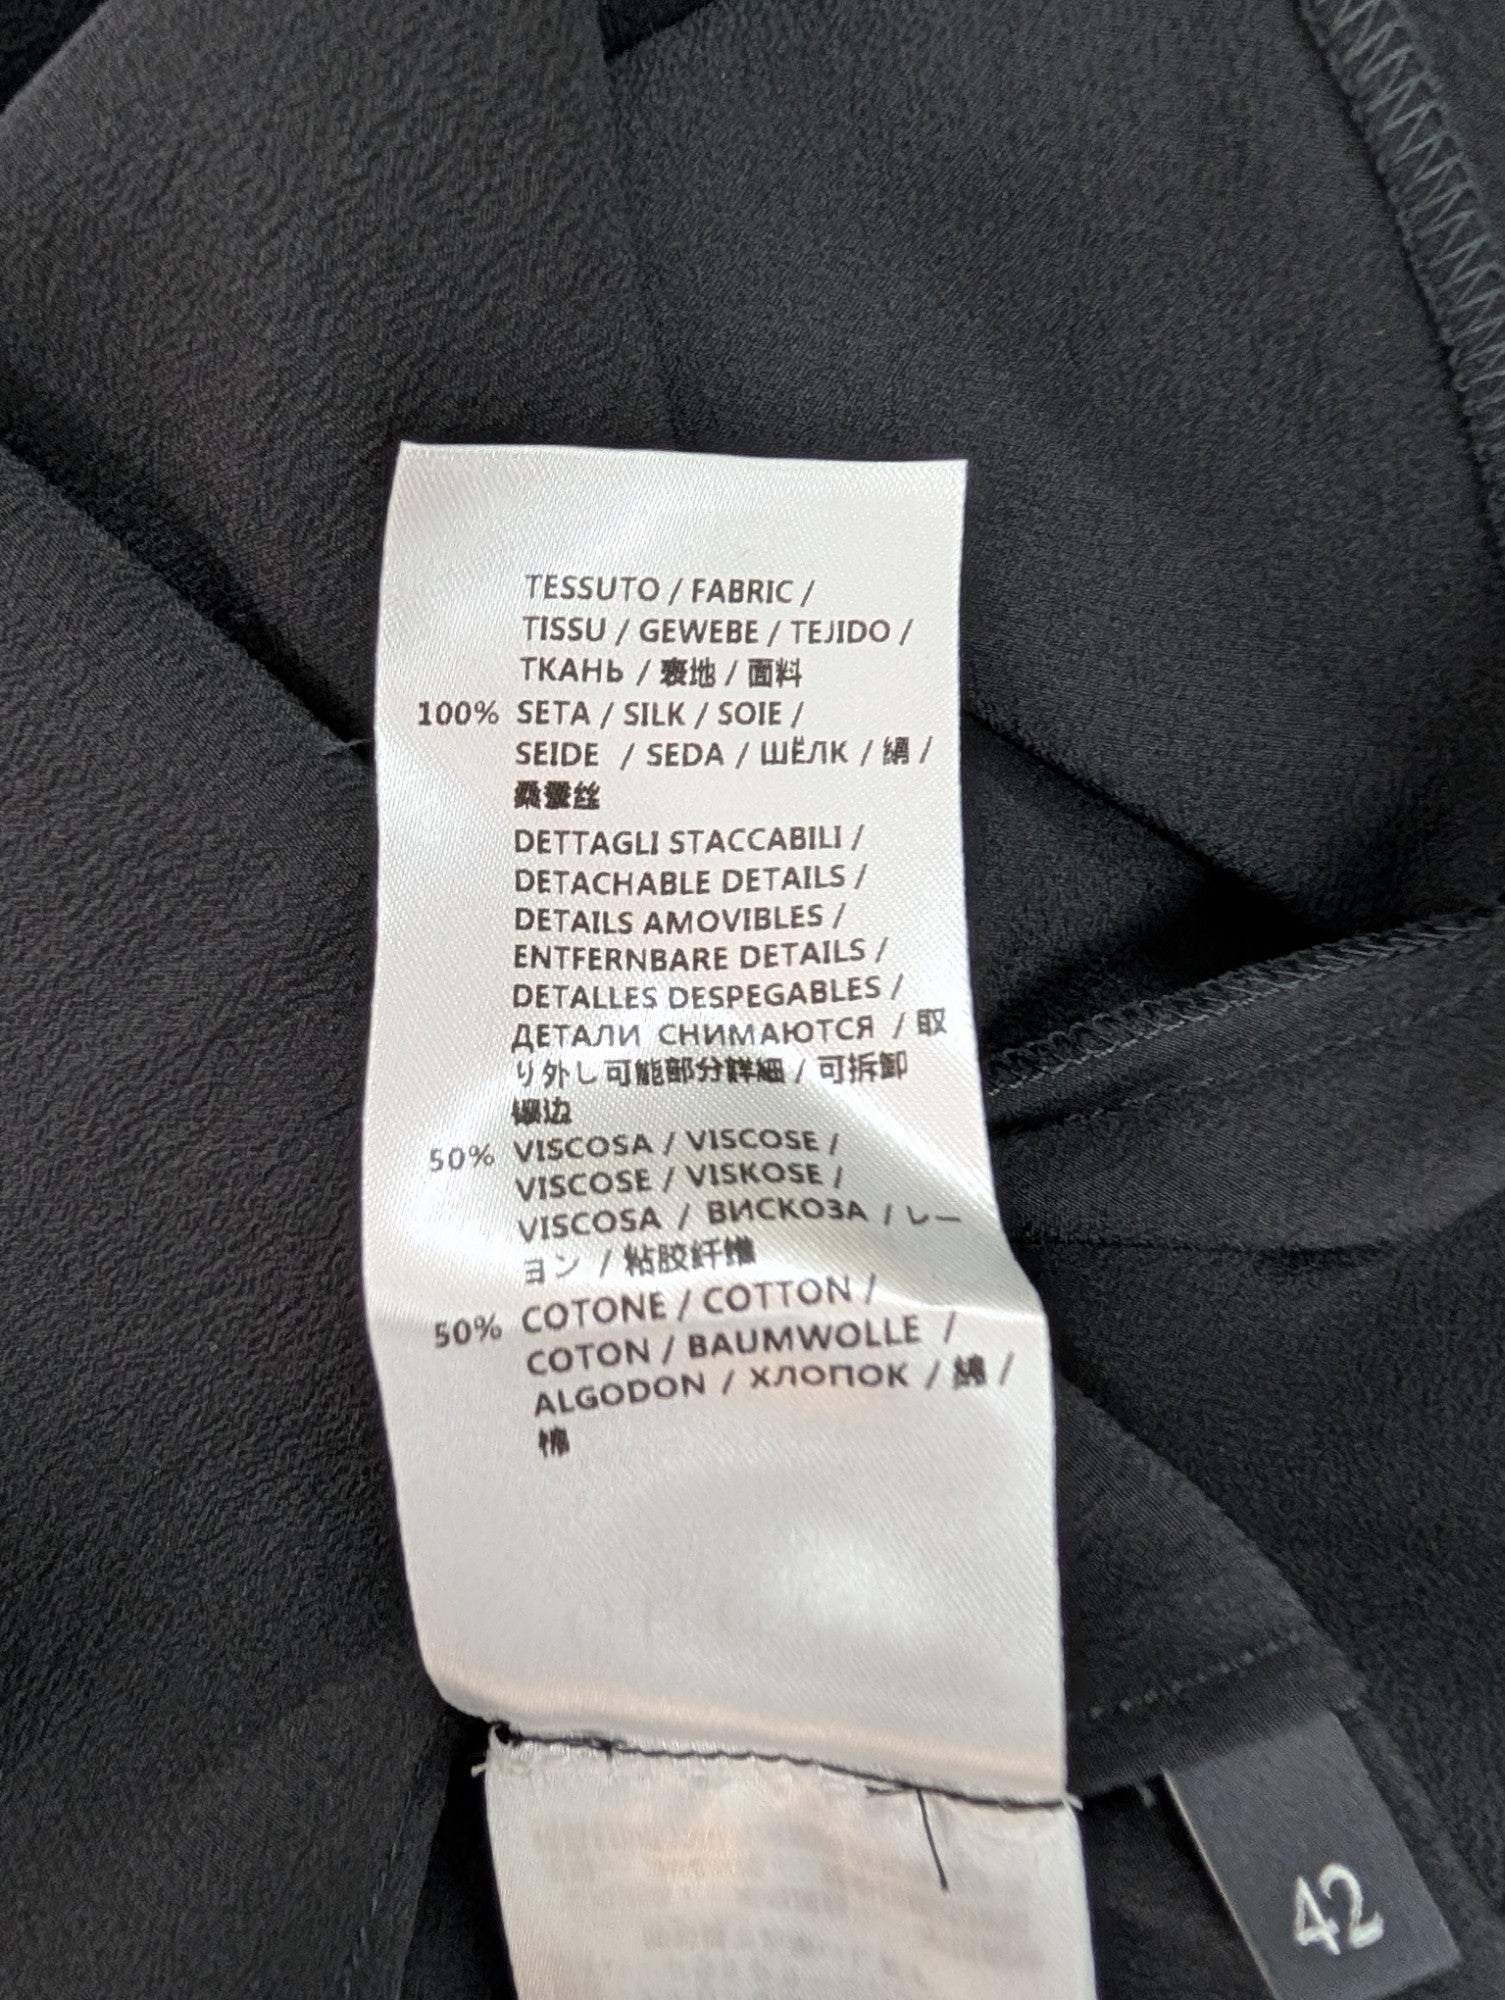 TESSUTO / FABRIC /
TISSU / GEWEBE / TEJIDO /
ТКАНЬ / 裏地 / 面料
100% SETA / SILK / SOIE /
SEIDE / SEDA / ШЁЛК / 絹 /
桑蚕丝
DETTAGLI STACCABILI /
DETACHABLE DETAILS /
DETAILS AMOVIBLES /
ENTFERNBARE DETAILS /
DETALLES DESPEGABLES /
ДЕТАЛИ СНИМАЮТСЯ / 取
り外し可能部分詳細 / 可拆卸
镶边
50% VISCOSA / VISCOSE /
VISCOSE / VISKOSE /
VISCOSA / ВИСКОЗА / レー
ヨン / 粘胶纤维
50% COTONE / COTTON /
COTON / BAUMWOLLE /
ALGODON / ХЛОПОК / 綿 /
棉
42